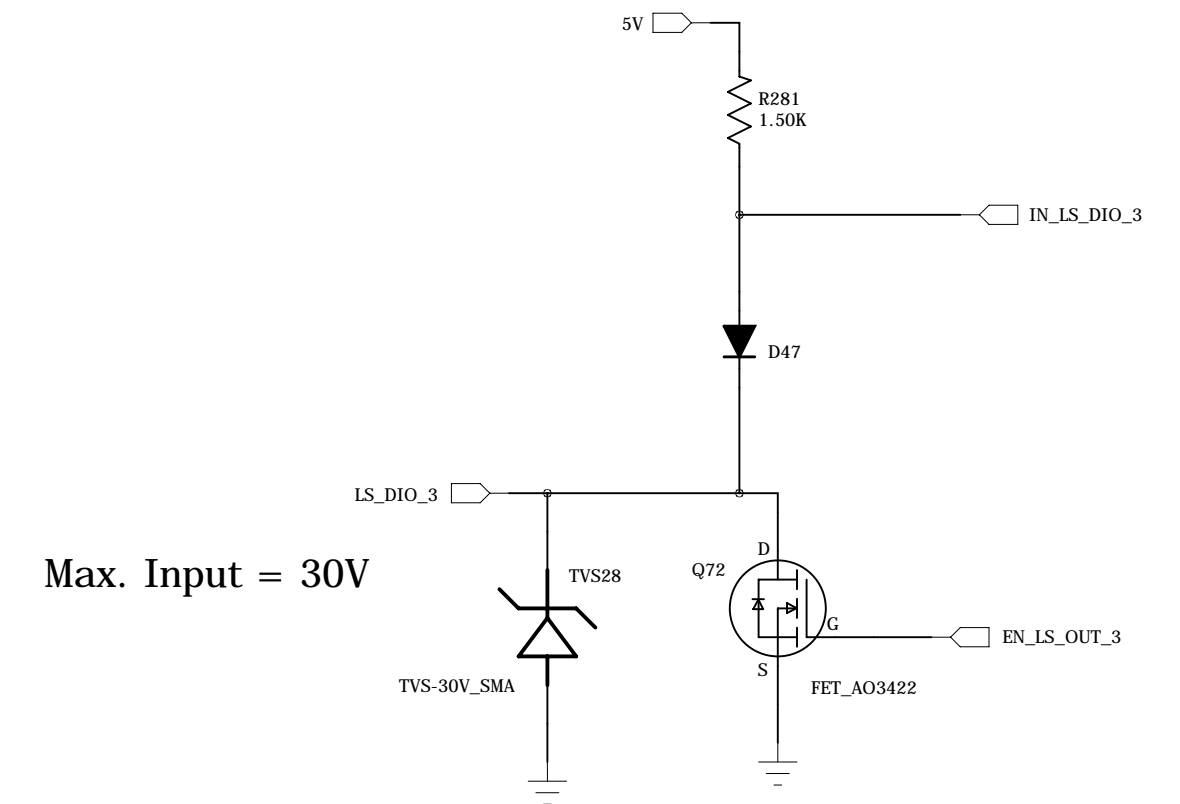 5V
R281
1.50K
IN_LS_DIO_3
D47
LS_DIO_3
D
Q72
Max. Input = 30V
TVS28
G
EN_LS_OUT_3
S
TVS-30V_SMA
FET_AO3422